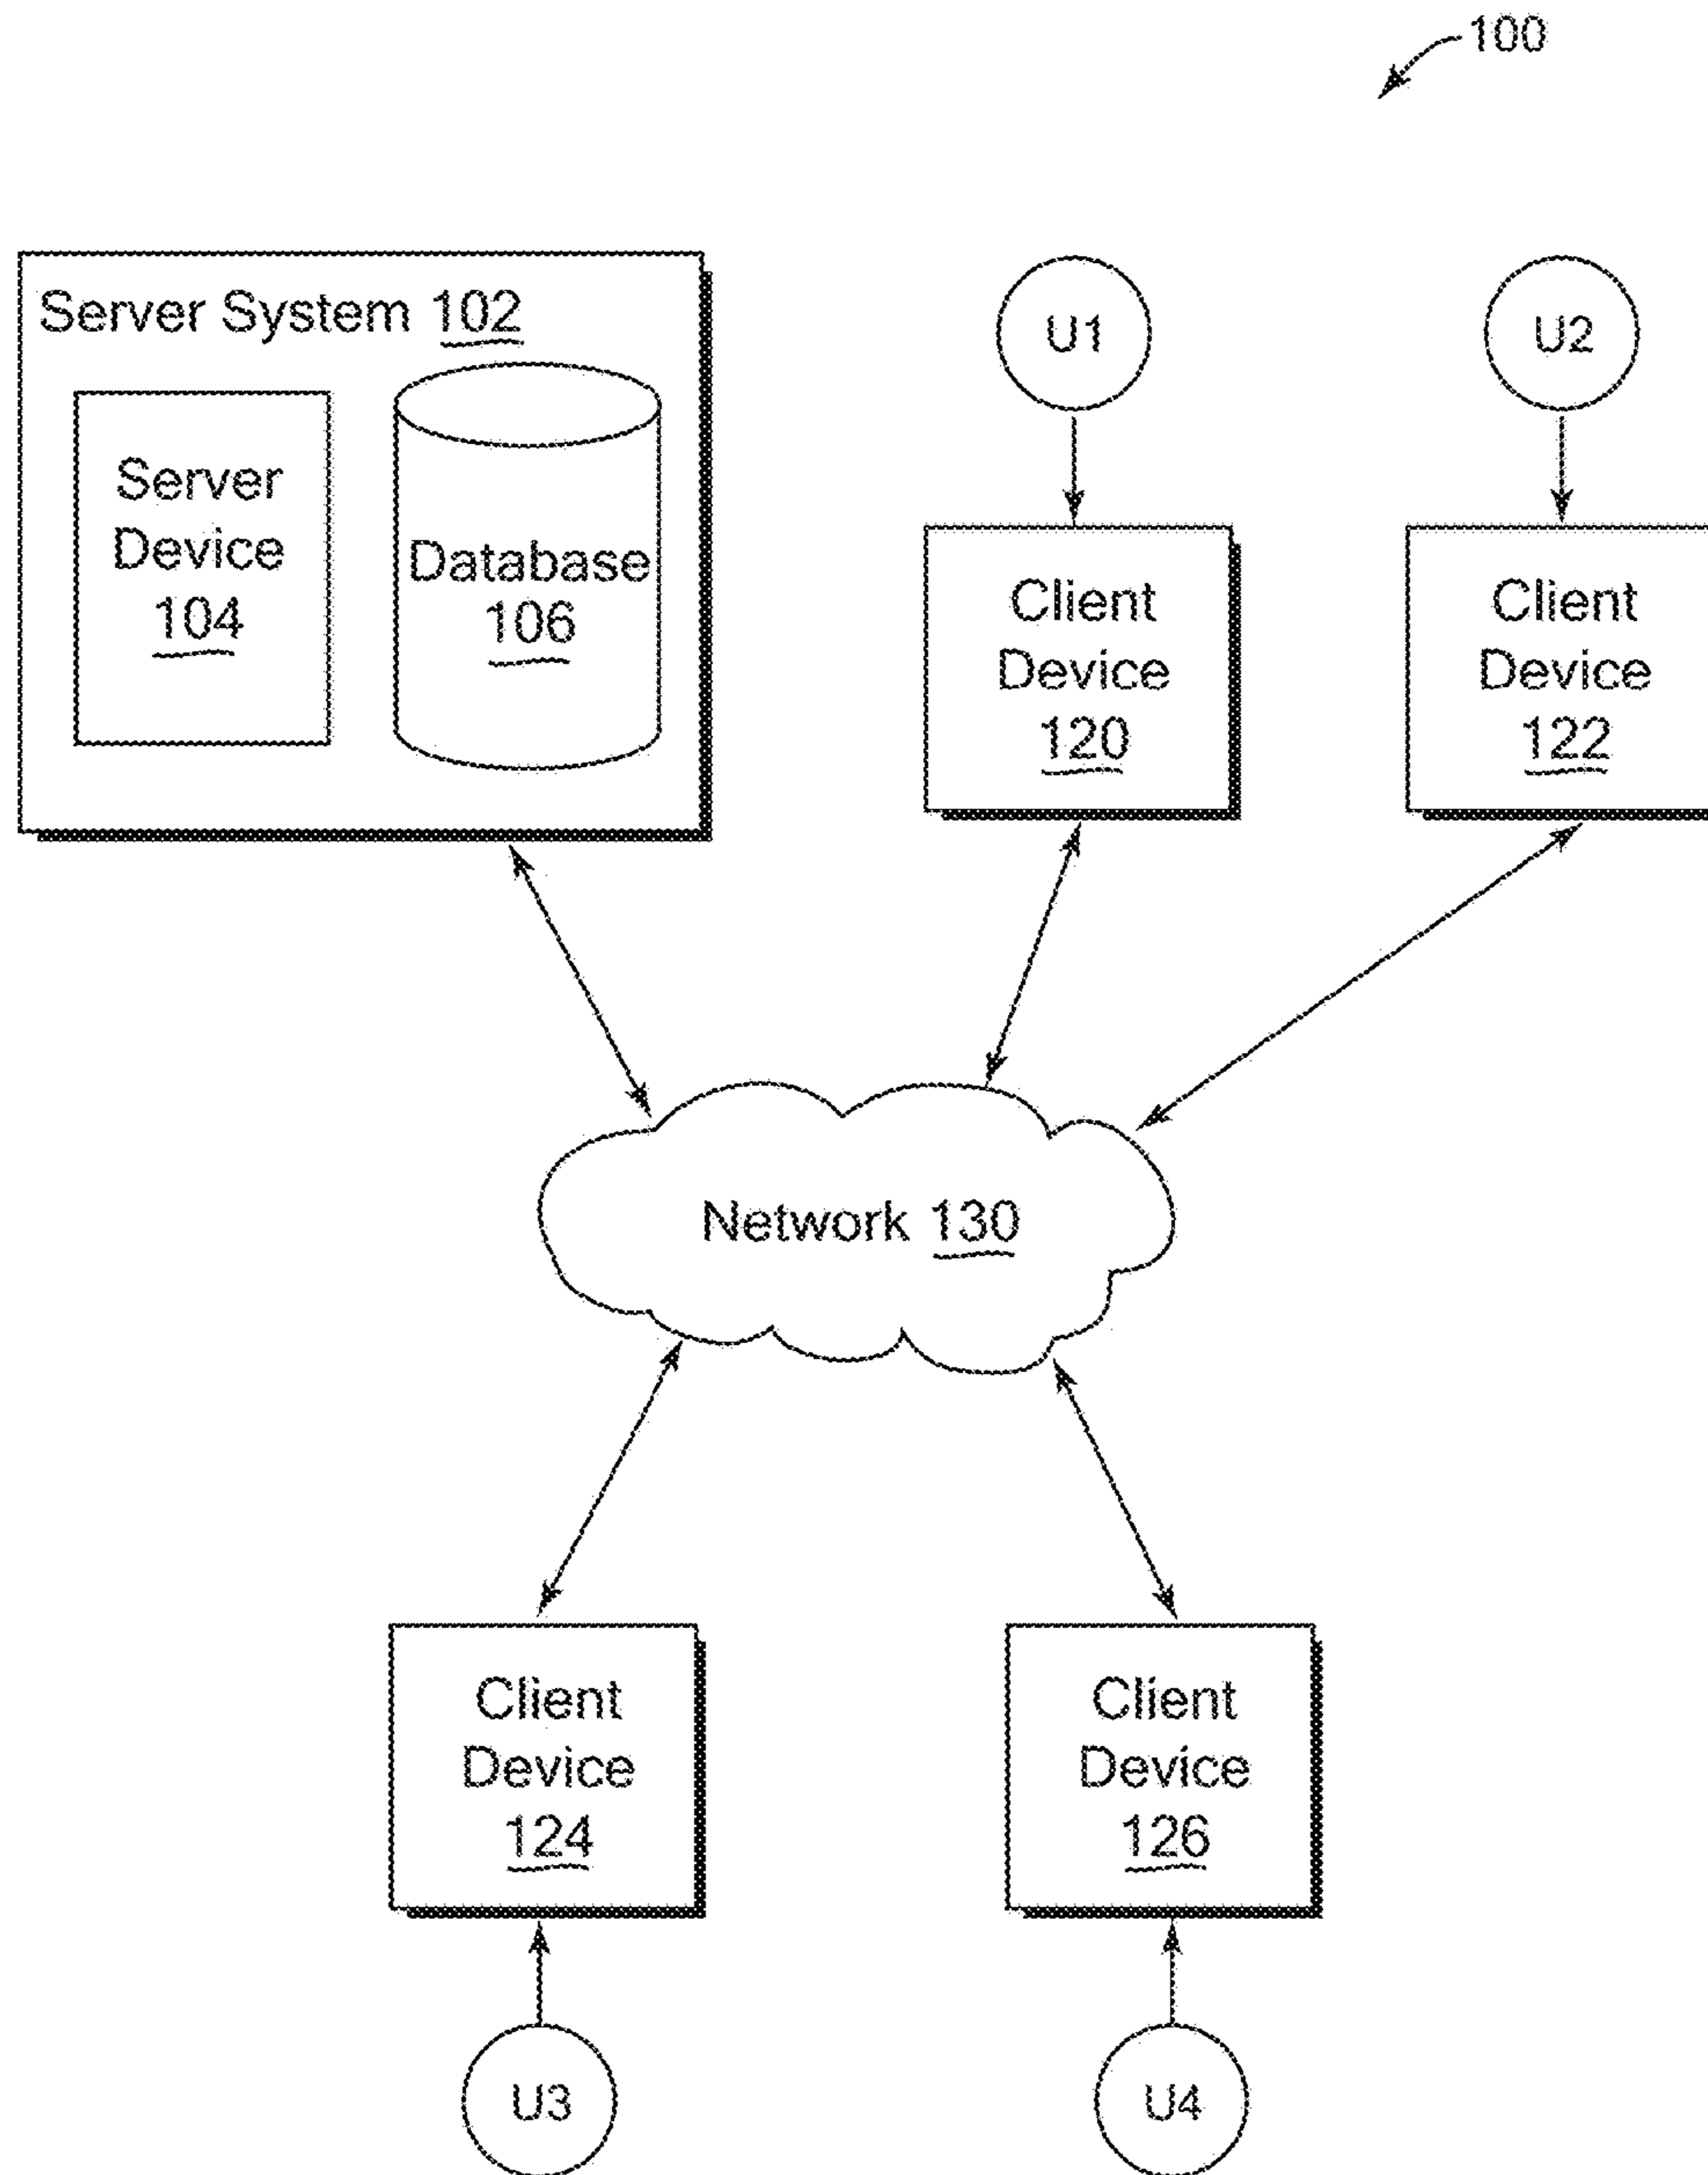 100
Server System 102
Server
Device
104
Database
106
U1
U2
Client
Device
120
Client
Device
122
Network 130
Client
Device
124
Client
Device
126
U3
U4